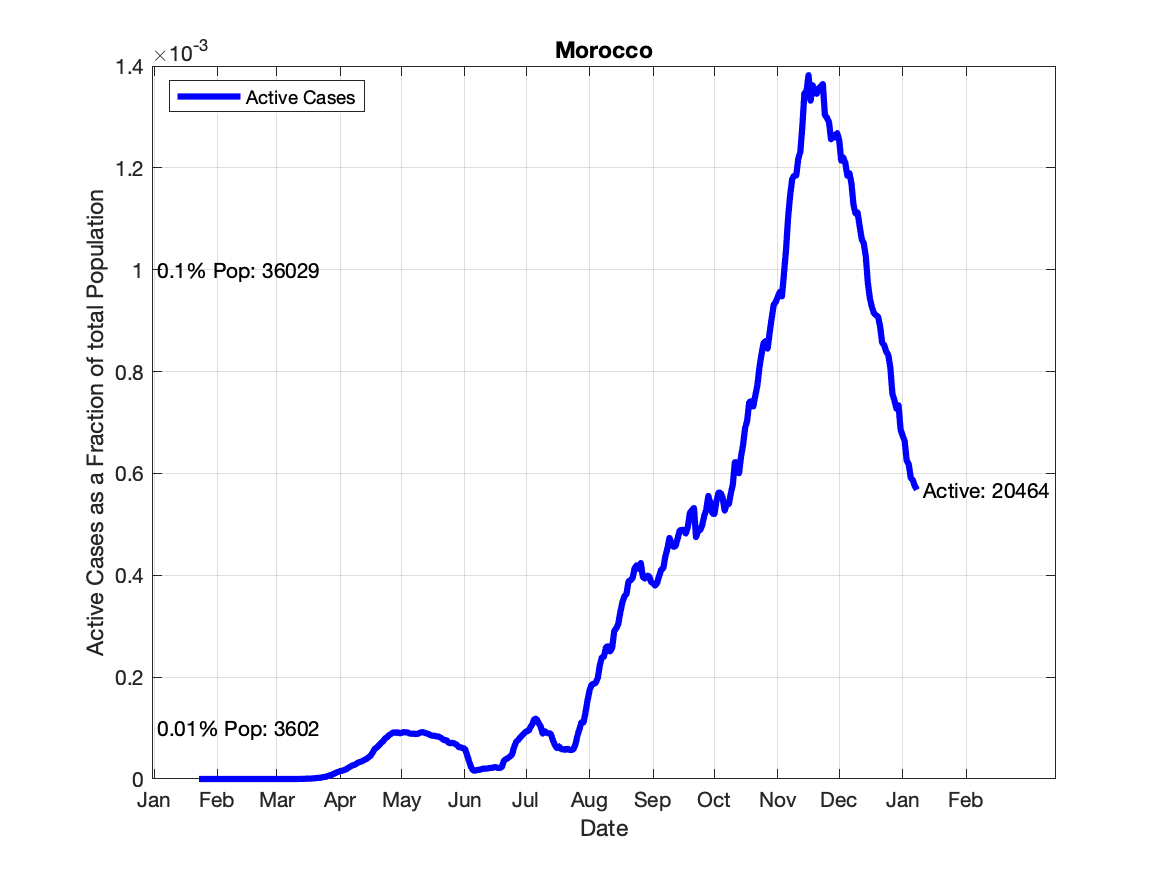 Morocco
×10-3
1.4
Active Cases
1.2
1
0.1% Pop: 36029
0.8
0.6
Active: 20464
0.4
0.2
0.01% Pop: 3602
0
Jan Feb Mar Apr May Jun Jul Aug Sep Oct Nov Dec Jan Feb
Date
Active Cases as a Fraction of total Population